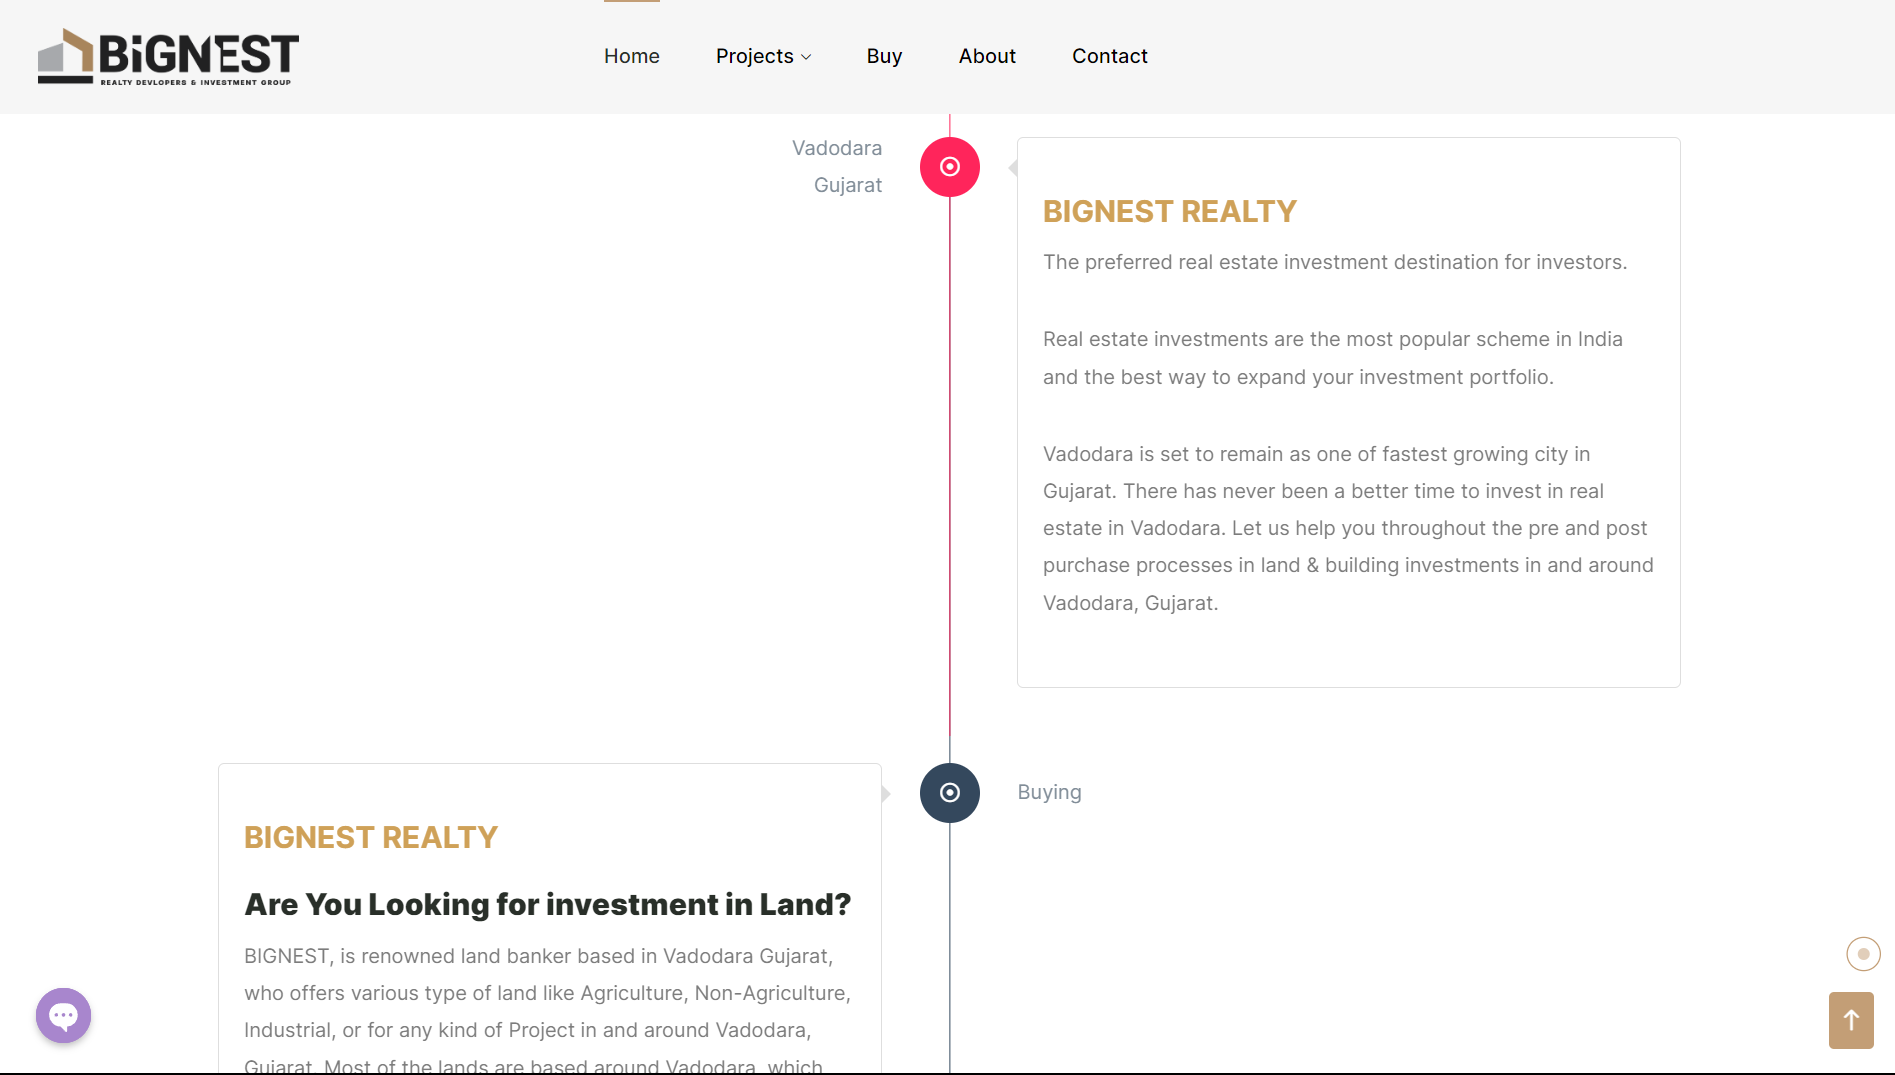 BiGNEST
REALTY DEVLOPERS & INVESTMENT GROUP
Home
Projects
Buy
About
Contact
Vadodara
Gujarat
BIGNEST REALTY
The preferred real estate investment destination for investors.
Real estate investments are the most popular scheme in India
and the best way to expand your investment portfolio.
Vadodara is set to remain as one of fastest growing city in
Gujarat. There has never been a better time to invest in real
estate in Vadodara. Let us help you throughout the pre and post
purchase processes in land & building investments in and around
Vadodara, Gujarat.
Buying
BIGNEST REALTY
Are You Looking for investment in Land?
BIGNEST, is renowned land banker based in Vadodara Gujarat,
who offers various type of land like Agriculture, Non-Agriculture,
Industrial, or for any kind of Project in and around Vadodara,
Gujarat. Most of the lands are based around Vadodara, which